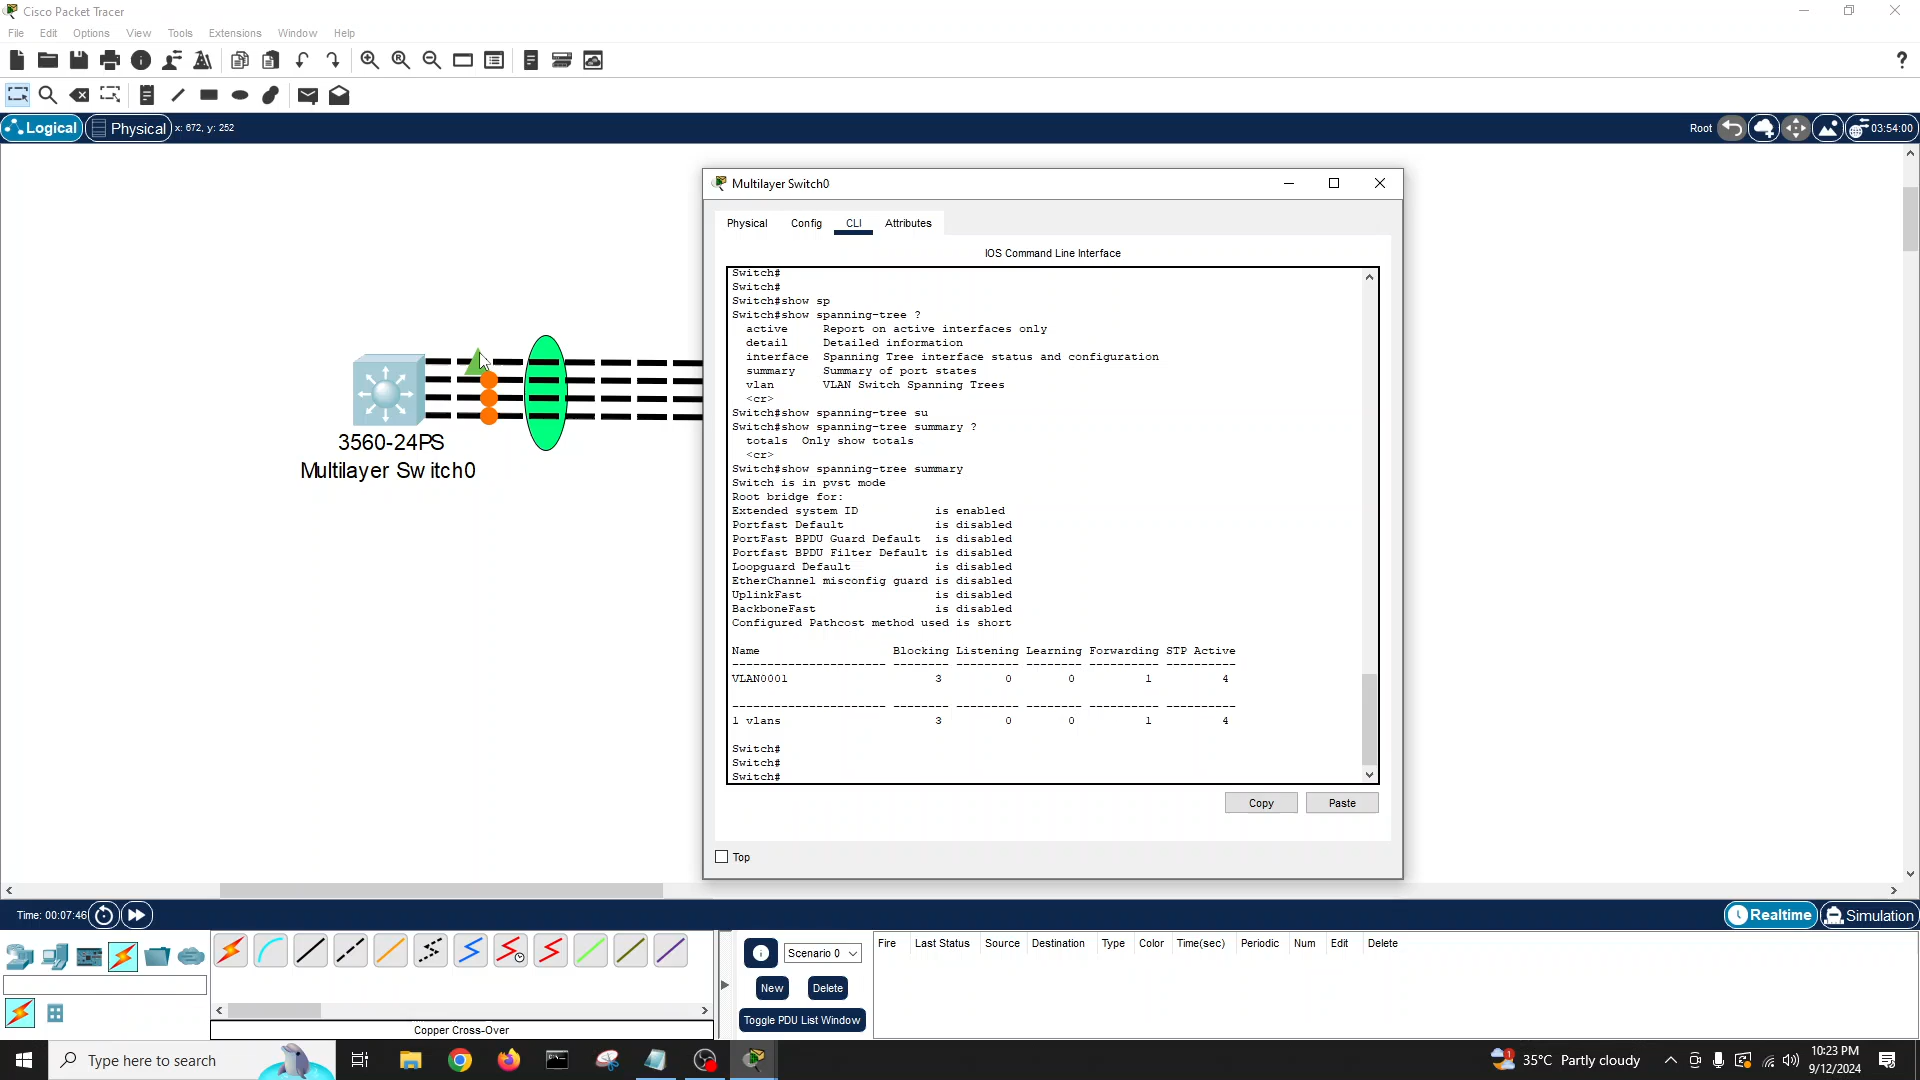 Cisco Packet Tracer
File Edit Options View Tools Extensions Window Help
?
Logical Physical x: 672, y: 252 Root 03:54:00
3560-24PS
Multilayer Switch0
Multilayer Switch0
Physical Config CLI Attributes
IOS Command Line Interface
Switch#
Switch#
Switch#show sp
Switch#show spanning-tree ?
active Report on active interfaces only
detail Detailed information
interface Spanning Tree interface status and configuration
summary Summary of port states
vlan VLAN Switch Spanning Trees
<cr>
Switch#show spanning-tree su
Switch#show spanning-tree summary ?
totals Only show totals
<cr>
Switch#show spanning-tree summary
Switch is in pvst mode
Root bridge for:
Extended system ID is enabled
Portfast Default is disabled
PortFast BPDU Guard Default is disabled
Portfast BPDU Filter Default is disabled
Loopguard Default is disabled
EtherChannel misconfig guard is disabled
UplinkFast is disabled
BackboneFast is disabled
Configured Pathcost method used is short
Name Blocking Listening Learning Forwarding STP Active
---------------------- -------- --------- -------- ---------- ----------
VLAN0001 3 0 0 1 4
---------------------- -------- --------- -------- ---------- ----------
1 vlans 3 0 0 1 4
Switch#
Switch#
Switch#
Copy Paste
Top
Time: 00:07:46 Realtime Simulation
Scenario 0
New Delete
Toggle PDU List Window
Fire Last Status Source Destination Type Color Time(sec) Periodic Num Edit Delete
Copper Cross-Over
Type here to search
1 35°C Partly cloudy
10:23 PM
9/12/2024